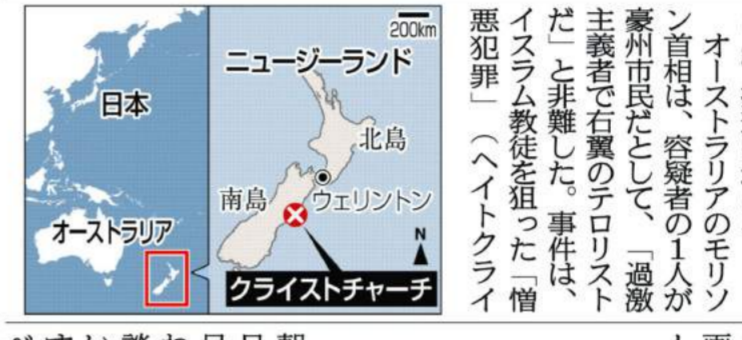 200km
ニュージーランド
日本
北島
南島
ウェリントン
オーストラリア
N
クライストチャーチ
オーストラリアのモリソ
ン首相は、容疑者の1人が
豪州市民だとして、「過激
主義者で右翼のテロリスト
だ」と非難した。事件は、
イスラム教徒を狙った「憎
悪犯罪」（ヘイトクライ